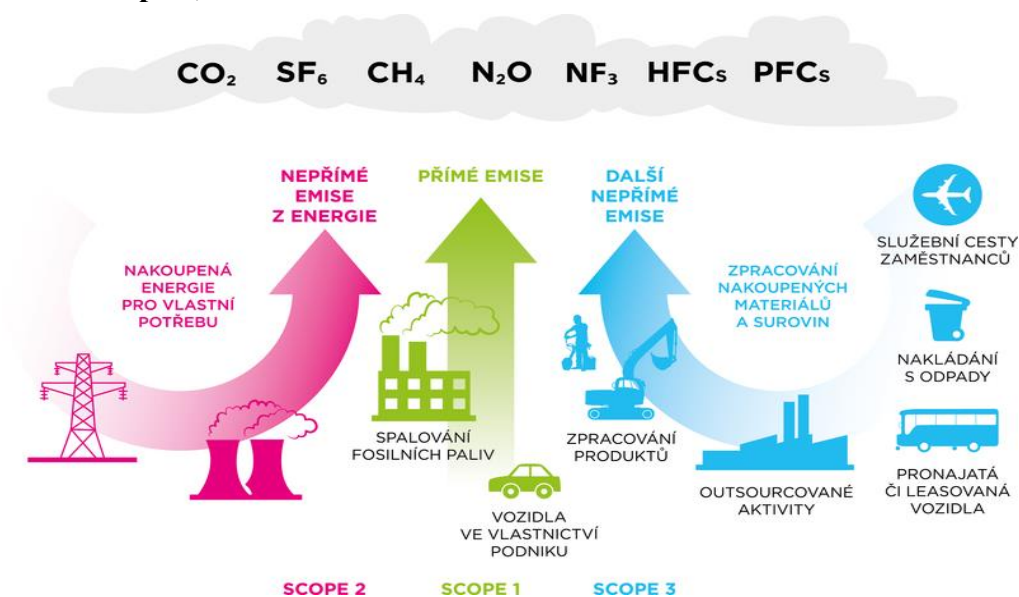 CO₂ SF₆ CH₄ N₂O NF₃ HFCs PFCs
NEPŘÍMÉ
EMISE
Z ENERGIE
PŘÍMÉ EMISE
DALŠÍ
NEPŘÍMÉ
EMISE
SLUŽEBNÍ CESTY
ZAMĚSTNANCŮ
NAKOUPENÁ
ENERGIE
PRO VLASTNÍ
POTŘEBU
ZPRACOVÁNÍ
NAKOUPENÝCH
MATERIÁLŮ
A SUROVIN
NAKLÁDÁNÍ
S ODPADY
SPALOVÁNÍ
FOSILNÍCH PALIV
ZPRACOVÁNÍ
PRODUKTŮ
OUTSOURCOVANÉ
AKTIVITY
PRONAJATÁ
ČI LEASOVANÁ
VOZIDLA
VOZIDLA
VE VLASTNICTVÍ
PODNIKU
SCOPE 2 SCOPE 1 SCOPE 3